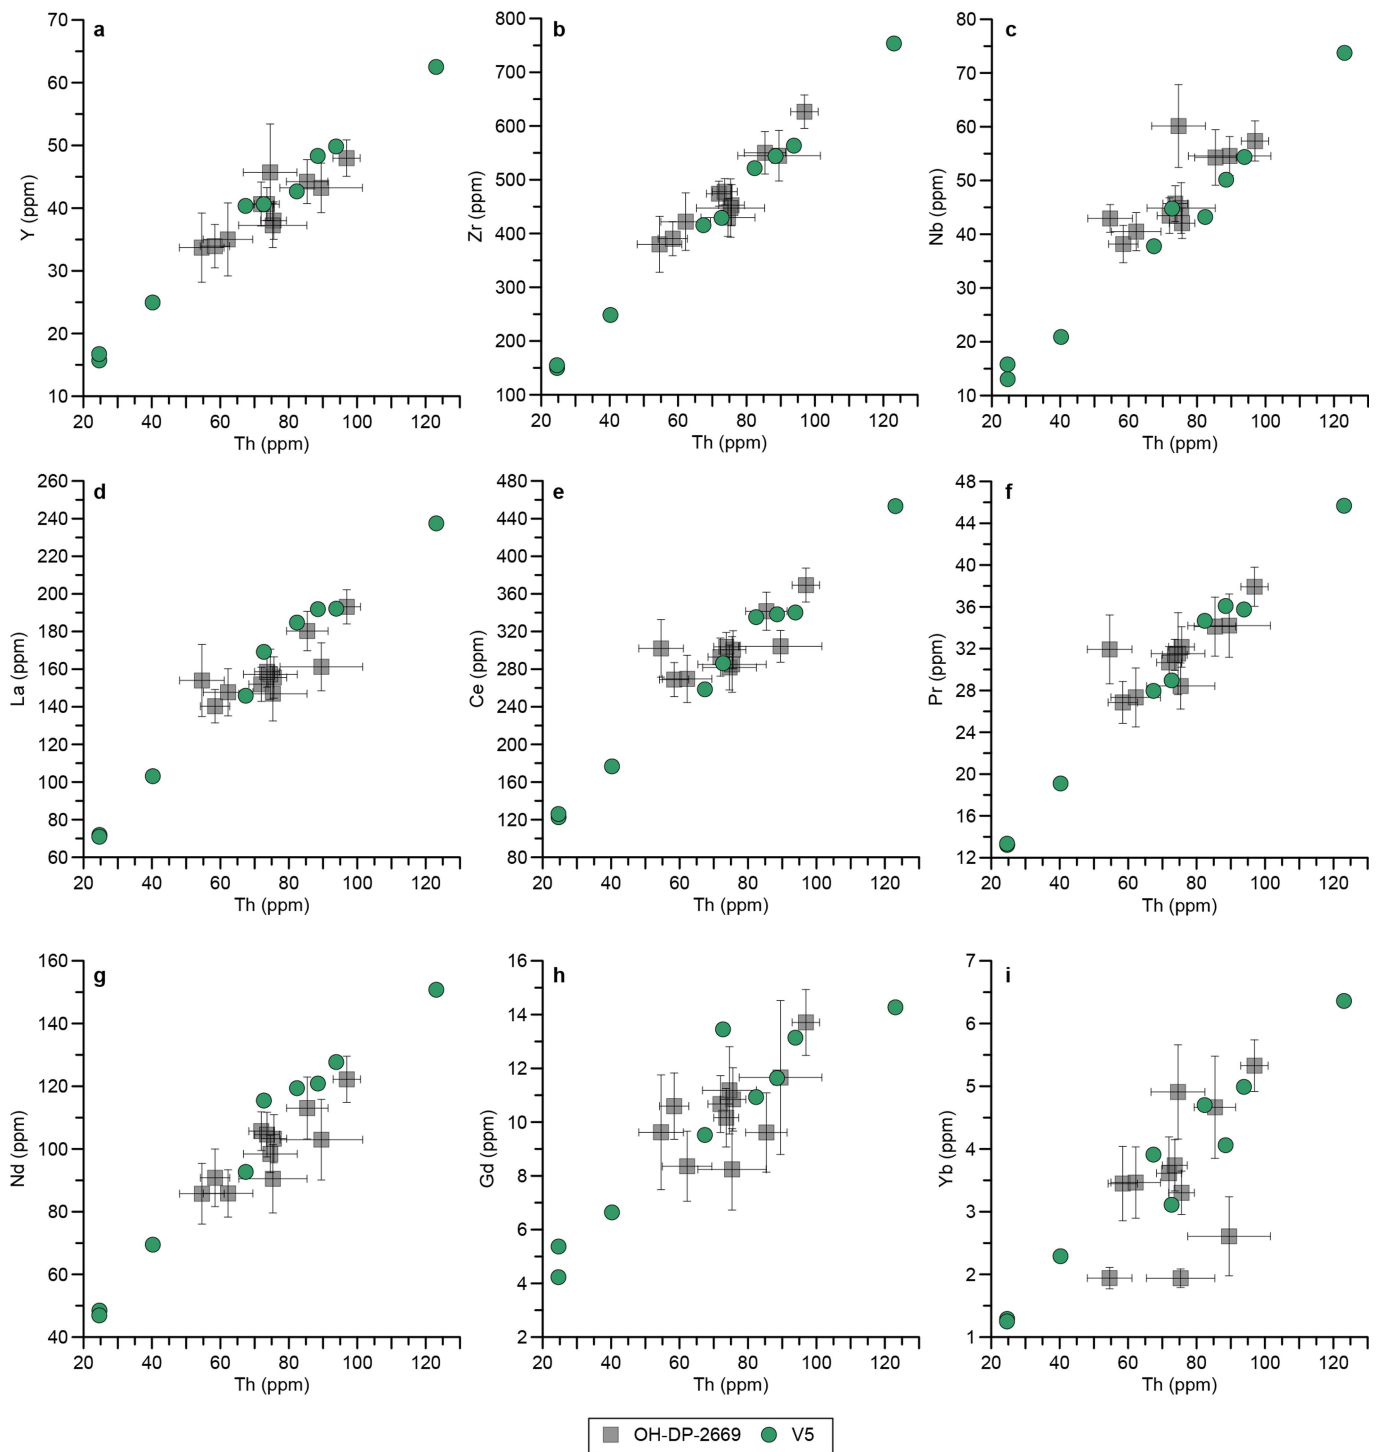 a
70
60
50
40
30
20
10
Y (ppm)
20 40 60 80 100 120
Th (ppm)
b
800
700
600
500
400
300
200
100
Zr (ppm)
20 40 60 80 100 120
Th (ppm)
c
80
70
60
50
40
30
20
10
Nb (ppm)
20 40 60 80 100 120
Th (ppm)
d
260
240
220
200
180
160
140
120
100
80
60
La (ppm)
20 40 60 80 100 120
Th (ppm)
e
480
440
400
360
320
280
240
200
160
120
80
Ce (ppm)
20 40 60 80 100 120
Th (ppm)
f
48
44
40
36
32
28
24
20
16
12
Pr (ppm)
20 40 60 80 100 120
Th (ppm)
g
160
140
120
100
80
60
40
Nd (ppm)
20 40 60 80 100 120
Th (ppm)
h
16
14
12
10
8
6
4
2
Gd (ppm)
20 40 60 80 100 120
Th (ppm)
i
7
6
5
4
3
2
1
Yb (ppm)
20 40 60 80 100 120
Th (ppm)
OH-DP-2669 V5